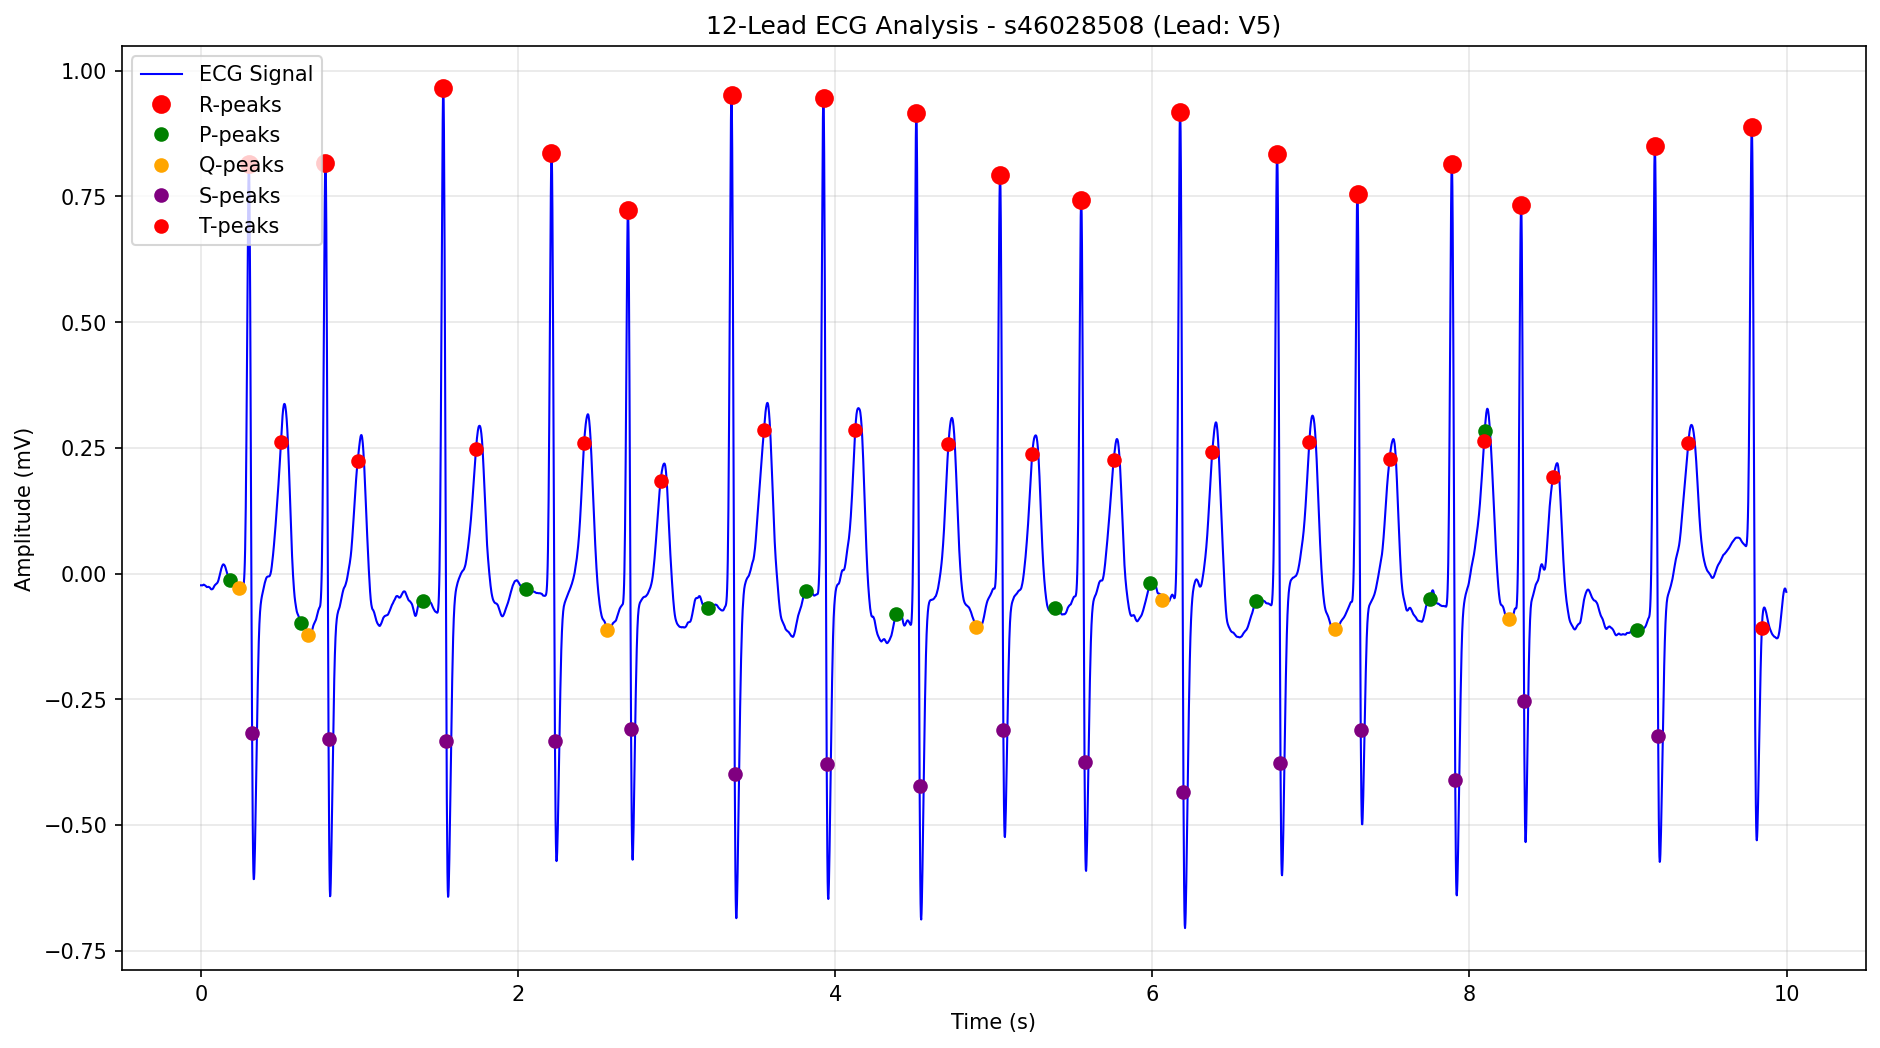 12-Lead ECG Analysis - s46028508 (Lead: V5)
ECG Signal
R-peaks
P-peaks
Q-peaks
S-peaks
T-peaks
1.00
0.75
0.50
0.25
0.00
−0.25
−0.50
−0.75
Amplitude (mV)
0 2 4 6 8 10
Time (s)